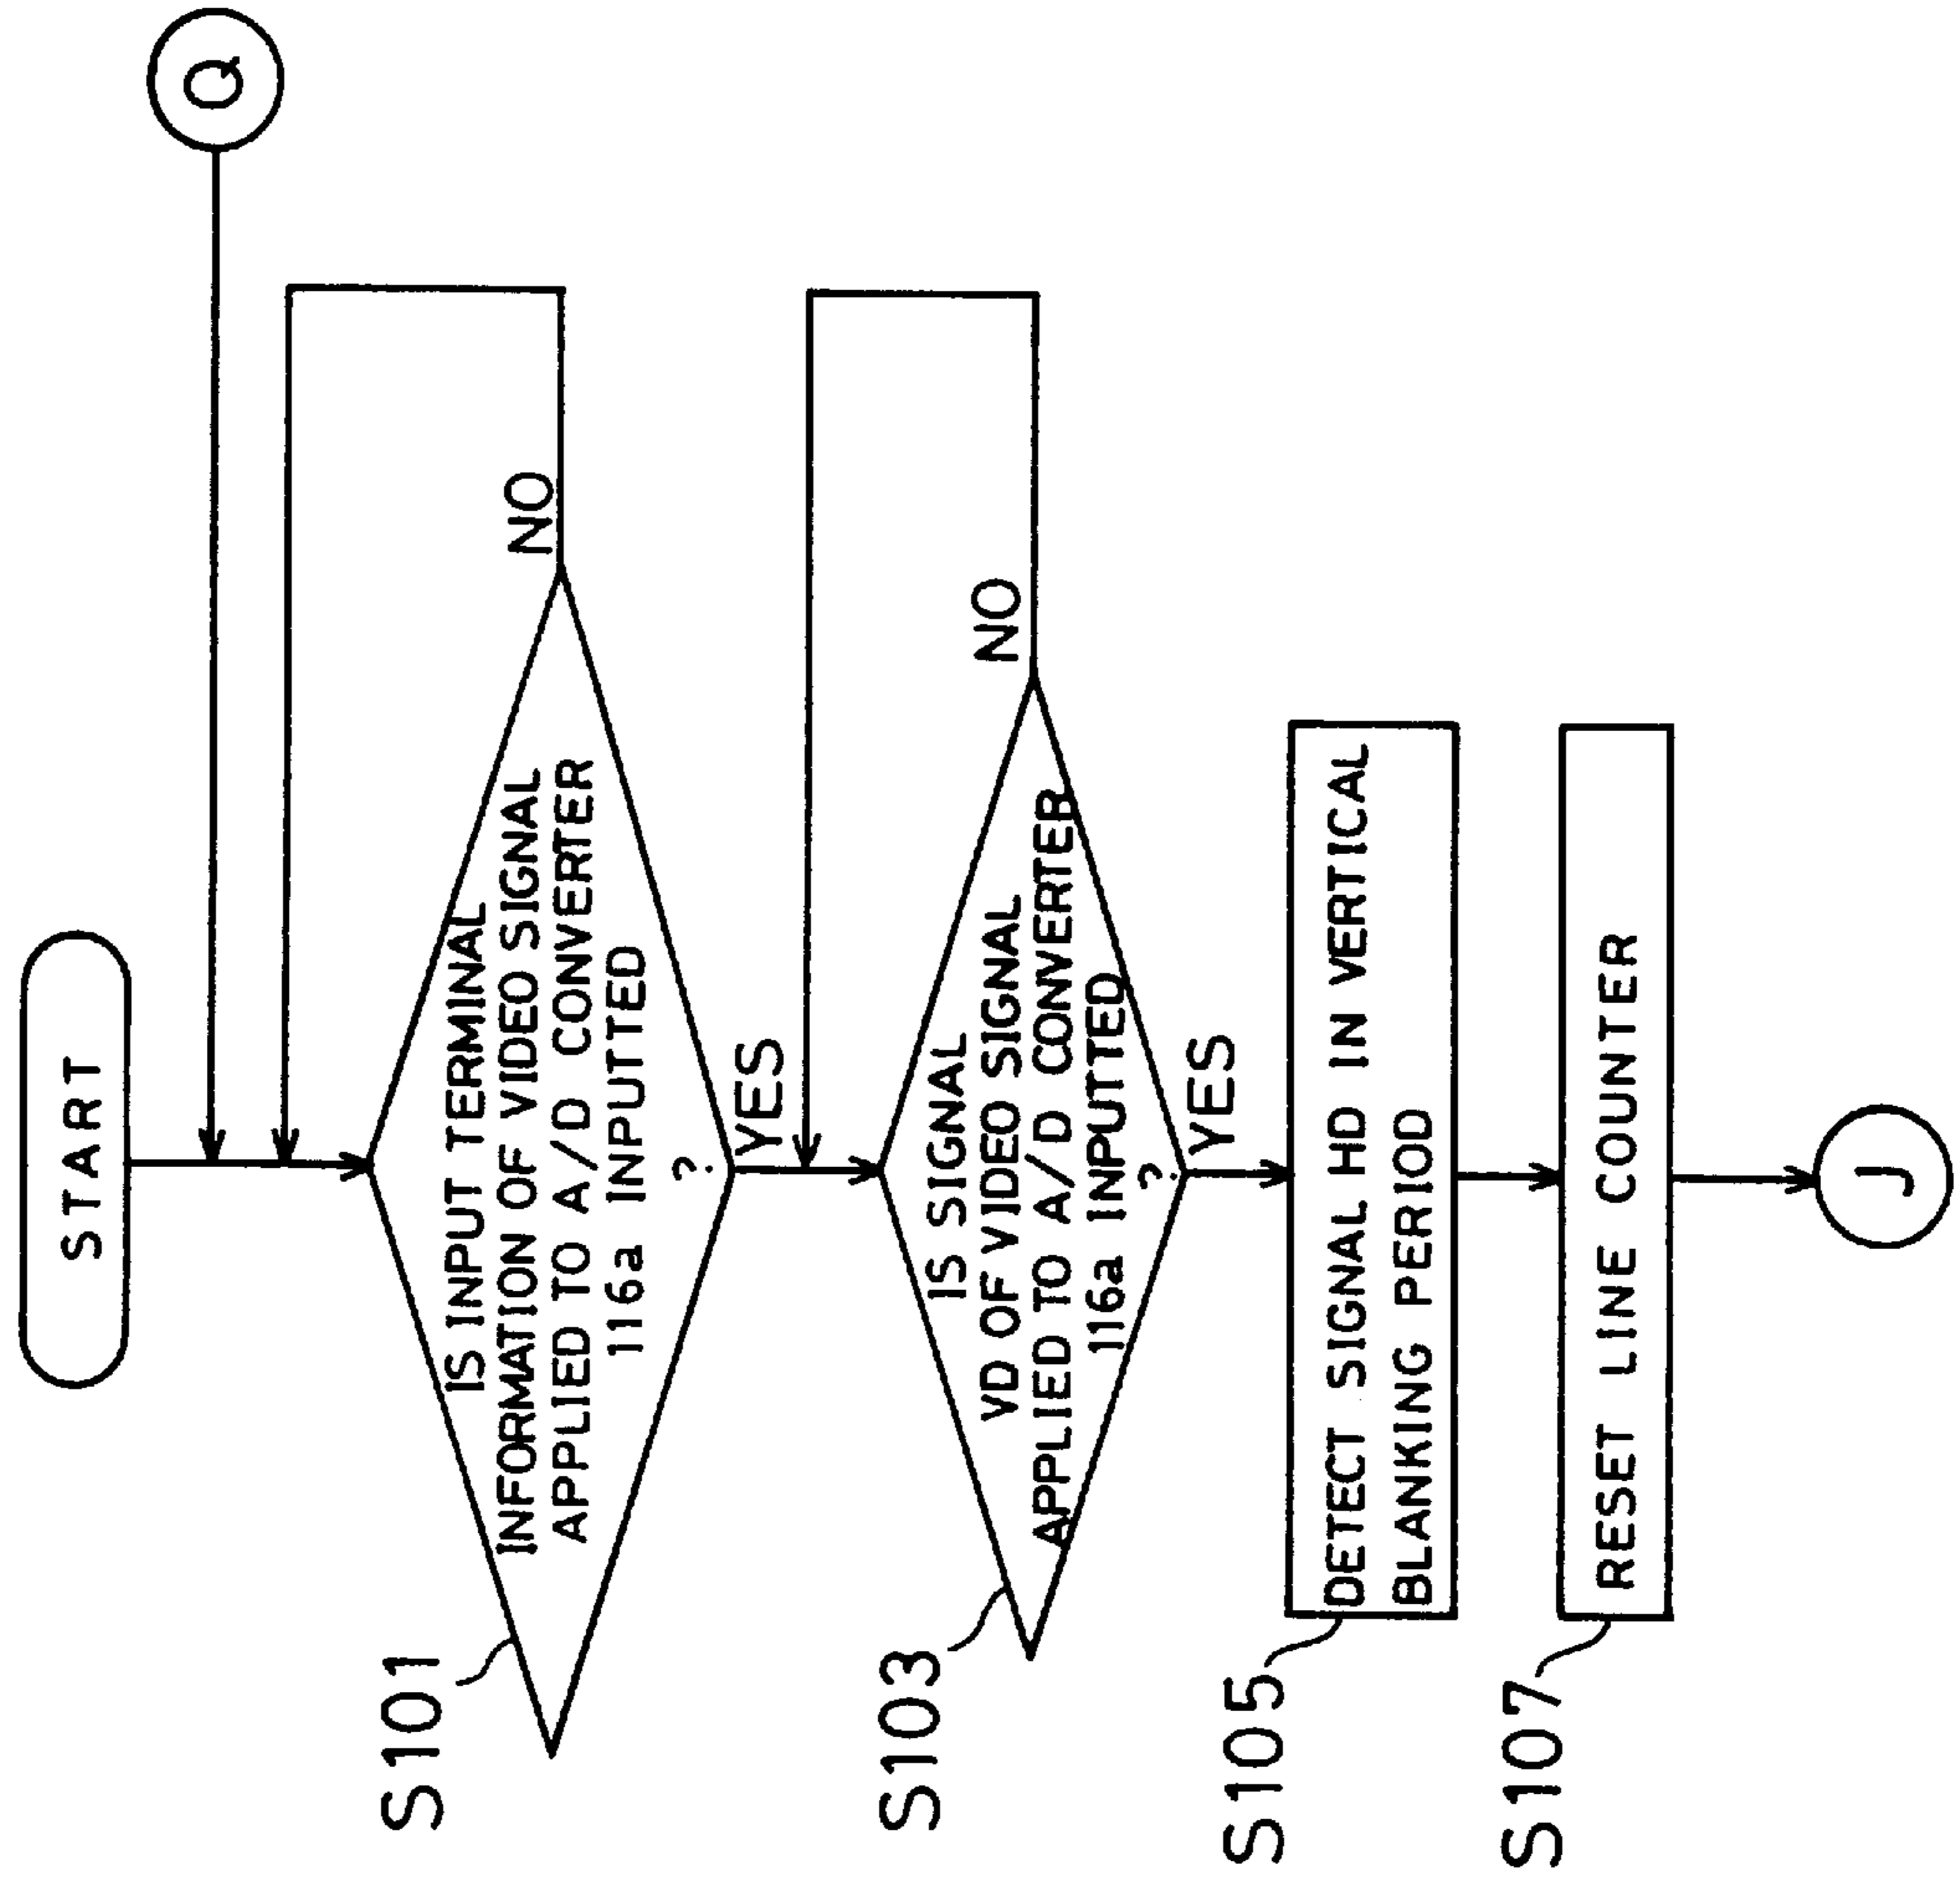 START
Q
S101
IS INPUT TERMINAL
INFORMATION OF VIDEO SIGNAL
APPLIED TO A/D CONVERTER
116a INPUTTED
?
NO
YES
S103
IS SIGNAL
VD OF VIDEO SIGNAL
APPLIED TO A/D CONVERTER
116a INPUTTED
?
NO
YES
S105
DETECT SIGNAL HD IN VERTICAL
BLANKING PERIOD
S107
RESET LINE COUNTER
J